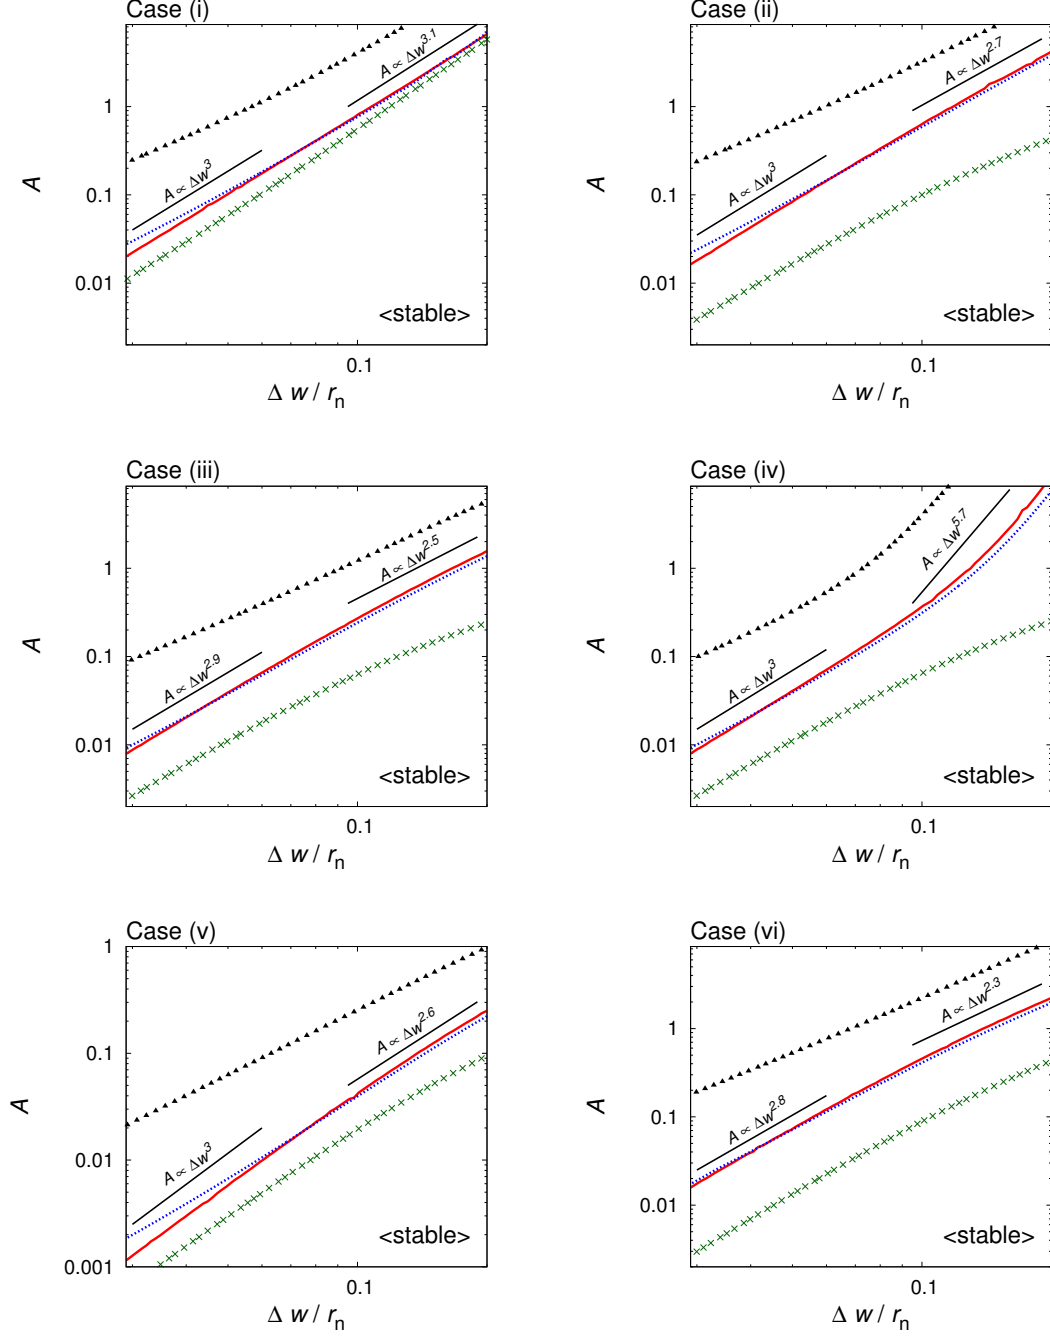 Case (i)
A ∝ Δw^3.1
A ∝ Δw^3
1
0.1
0.01
A
<stable>
0.1
Δ w / r_n
Case (ii)
A ∝ Δw^2.7
A ∝ Δw^3
1
0.1
0.01
A
<stable>
0.1
Δ w / r_n
Case (iii)
A ∝ Δw^2.5
A ∝ Δw^2.9
1
0.1
0.01
A
<stable>
0.1
Δ w / r_n
Case (iv)
A ∝ Δw^5.7
A ∝ Δw^3
1
0.1
0.01
A
<stable>
0.1
Δ w / r_n
Case (v)
A ∝ Δw^2.6
A ∝ Δw^3
1
0.1
0.01
0.001
A
<stable>
0.1
Δ w / r_n
Case (vi)
A ∝ Δw^2.3
A ∝ Δw^2.8
1
0.1
0.01
A
<stable>
0.1
Δ w / r_n